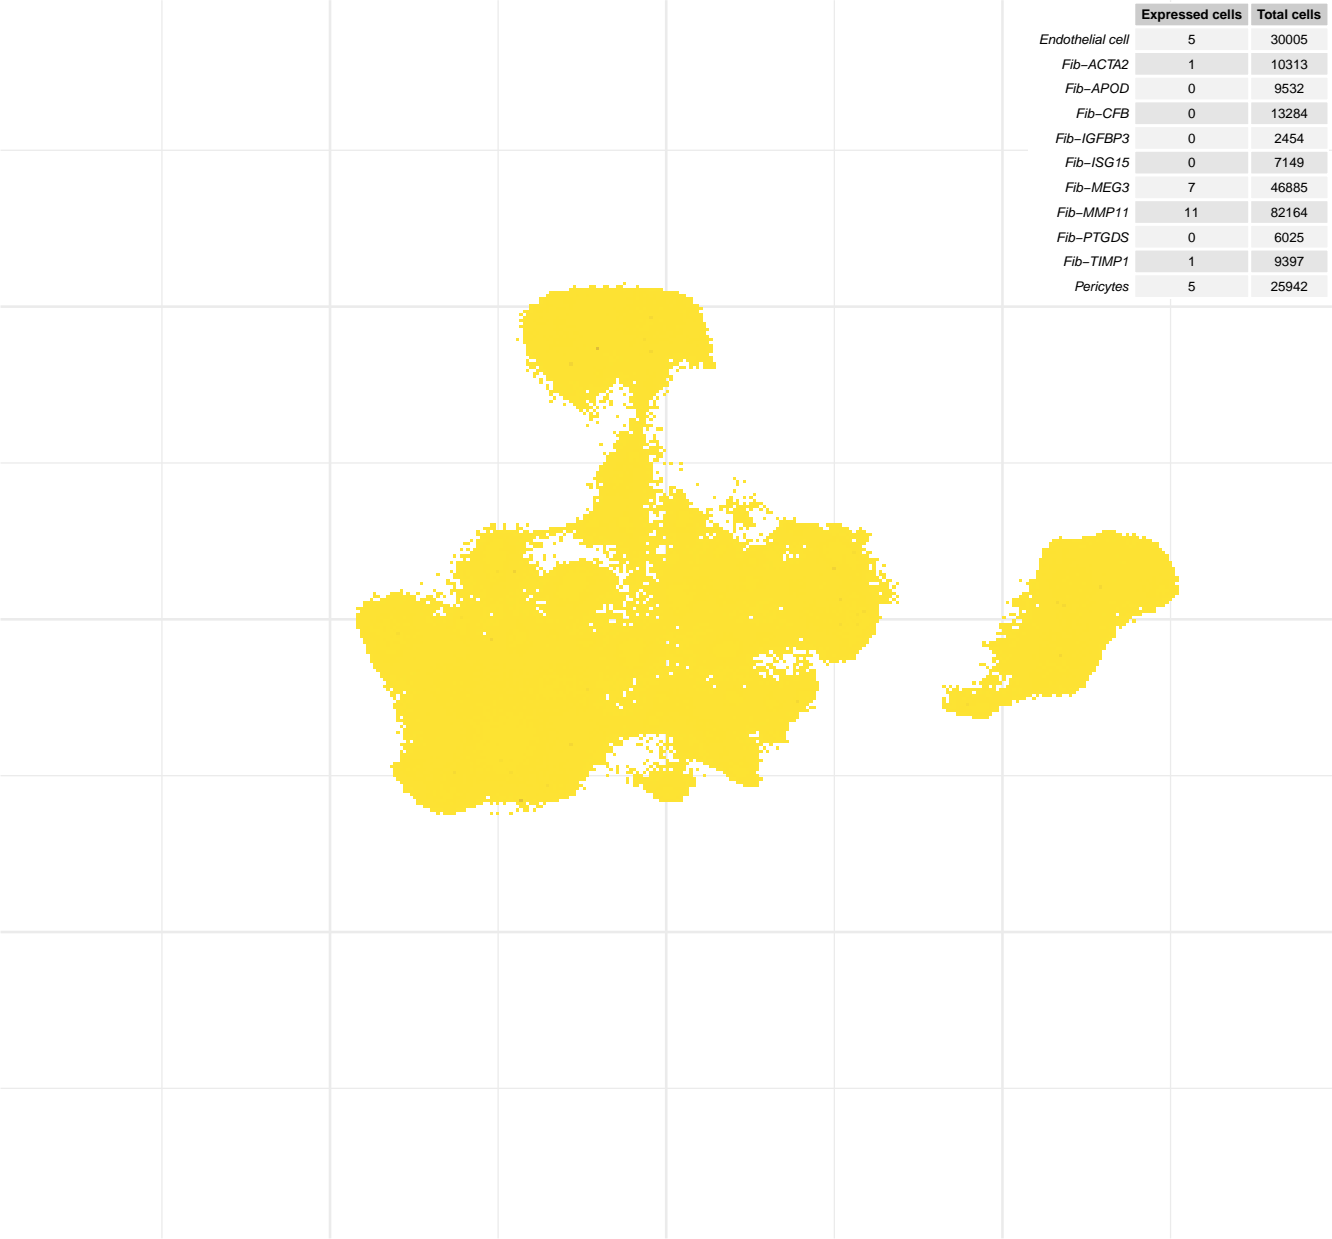 Expressed cells Total cells
Endothelial cell 5 30005
Fib−ACTA2 1 10313
Fib−APOD 0 9532
Fib−CFB 0 13284
Fib−IGFBP3 0 2454
Fib−ISG15 0 7149
Fib−MEG3 7 46885
Fib−MMP11 11 82164
Fib−PTGDS 0 6025
Fib−TIMP1 1 9397
Pericytes 5 25942